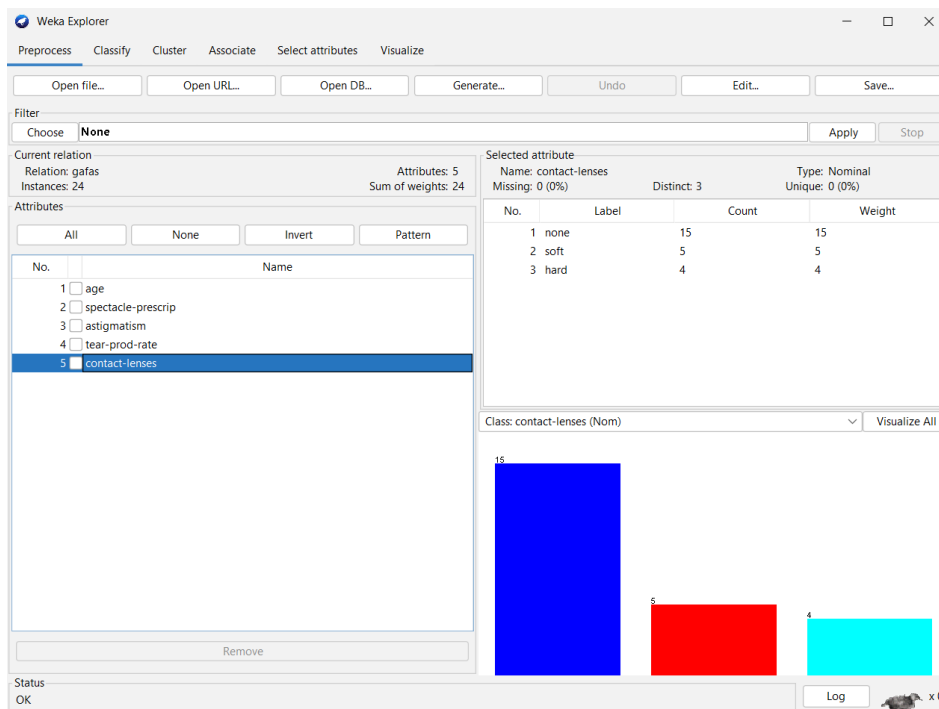 Weka Explorer
Preprocess Classify Cluster Associate Select attributes Visualize
Open file... Open URL... Open DB... Generate... Undo Edit... Save...
Filter
Choose None Apply Stop
Current relation
Relation: gafas Attributes: 5
Instances: 24 Sum of weights: 24
Attributes
All None Invert Pattern
No. Name
1 age
2 spectacle-prescrip
3 astigmatism
4 tear-prod-rate
5 contact-lenses
Remove
Selected attribute
Name: contact-lenses Type: Nominal
Missing: 0 (0%) Distinct: 3 Unique: 0 (0%)
No. Label Count Weight
1 none 15 15
2 soft 5 5
3 hard 4 4
Class: contact-lenses (Nom) Visualize All
15
5
4
Status
OK
Log
x